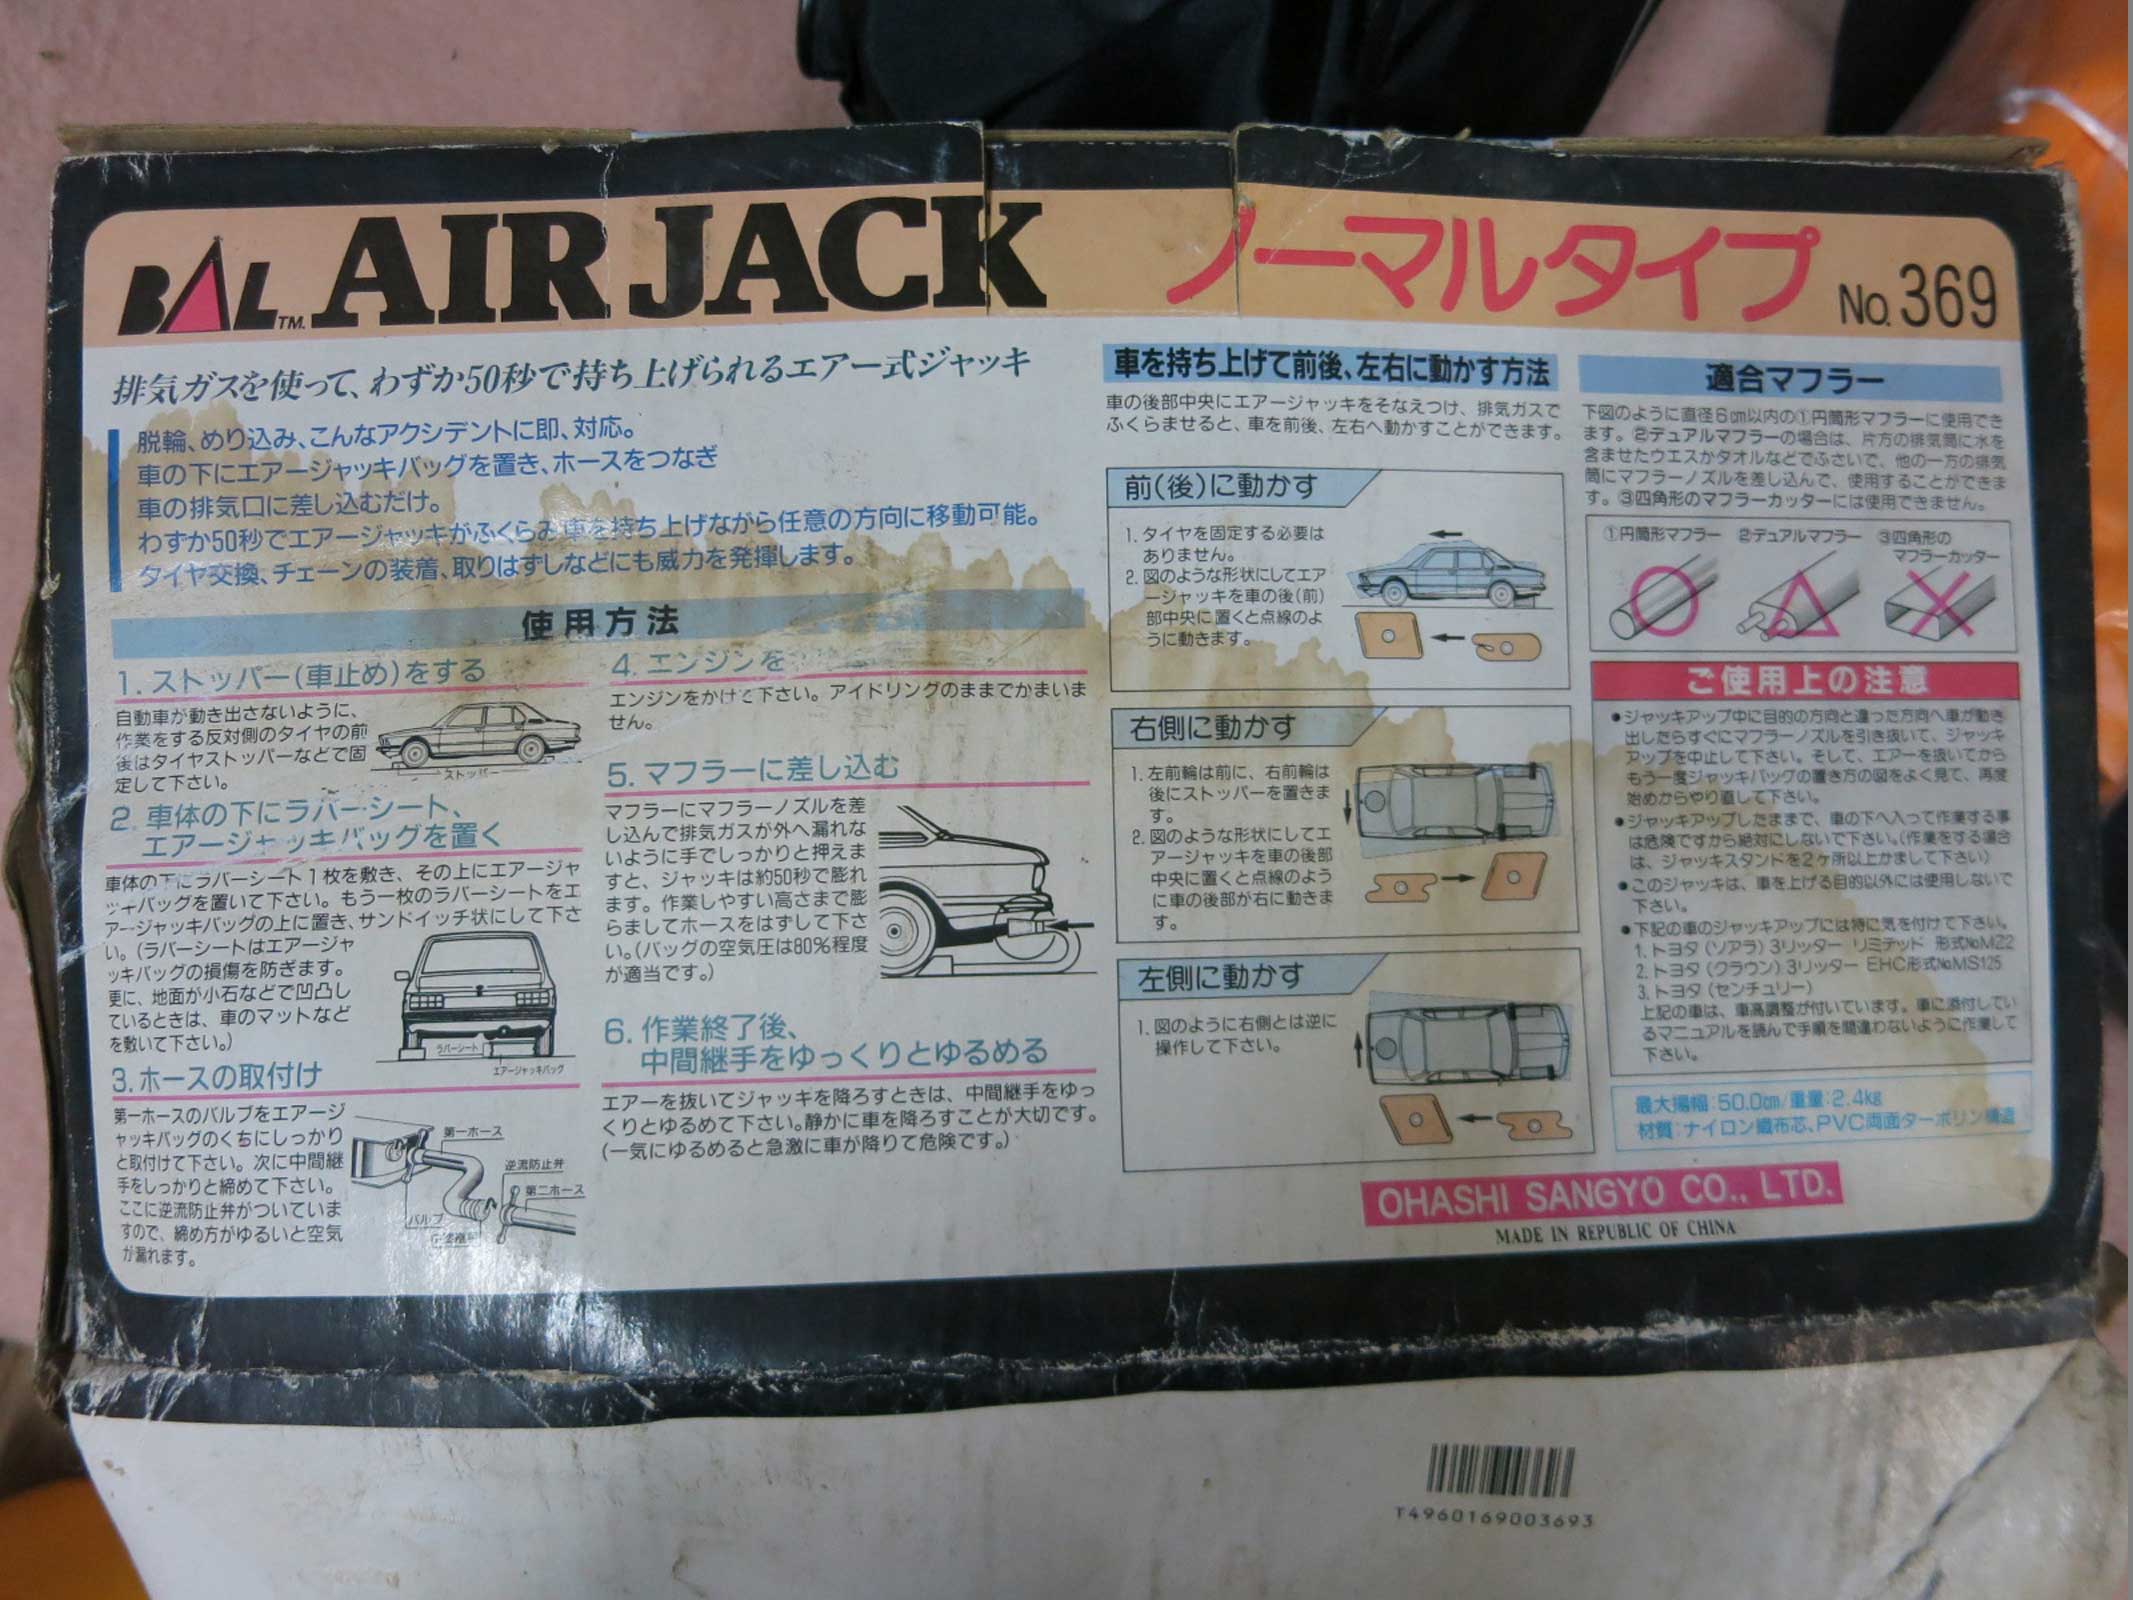 BAL TM. AIR JACK ノーマルタイプ No.369
排気ガスを使って、わずか50秒で持ち上げられるエアー式ジャッキ
脱輪、めり込み、こんなアクシデントに即、対応。
車の下にエアージャッキバッグを置き、ホースをつなぎ
車の排気口に差し込むだけ。
わずか50秒でエアージャッキがふくらみ車を持ち上げながら任意の方向に移動可能。
タイヤ交換、チェーンの装着、取りはずしなどにも威力を発揮します。
使用方法
1. ストッパー(車止め)をする
自動車が動き出さないように、
作業をする反対側のタイヤの前
後はタイヤストッパーなどで固
定して下さい。
ストッパー
2. 車体の下にラバーシート、
エアージャッキバッグを置く
車体の下にラバーシート1枚を敷き、その上にエアージャ
ッキバッグを置いて下さい。もう一枚のラバーシートをエ
アージャッキバッグの上に置き、サンドイッチ状にして下さ
い。(ラバーシートはエアージャ
ッキバッグの損傷を防ぎます。
更に、地面が小石などで凹凸し
ているときは、車のマットなど
を敷いて下さい。)
ラバーシート
エアージャッキバッグ
3. ホースの取付け
第一ホースのバルブをエアージ
ャッキバッグのくちにしっかり
と取付けて下さい。次に中間継
手をしっかりと締めて下さい。
ここに逆流防止弁がついていま
すので、締め方がゆるいと空気
が漏れます。
第一ホース
逆流防止弁
第二ホース
バルブ
4. エンジンを
エンジンをかけて下さい。アイドリングのままでかまいま
せん。
5. マフラーに差し込む
マフラーにマフラーノズルを差
し込んで排気ガスが外へ漏れな
いように手でしっかりと押えま
すと、ジャッキは約50秒で膨れ
ます。作業しやすい高さまで膨
らましてホースをはずして下さ
い。(バッグの空気圧は80%程度
が適当です。)
6. 作業終了後、
中間継手をゆっくりとゆるめる
エアーを抜いてジャッキを降ろすときは、中間継手をゆっ
くりとゆるめて下さい。静かに車を降ろすことが大切です。
(一気にゆるめると急激に車が降りて危険です。)
車を持ち上げて前後、左右に動かす方法
車の後部中央にエアージャッキをそなえつけ、排気ガスで
ふくらませると、車を前後、左右へ動かすことができます。
前(後)に動かす
1. タイヤを固定する必要は
ありません。
2. 図のような形状にしてエア
ージャッキを車の後(前)
部中央に置くと点線のよ
うに動きます。
右側に動かす
1. 左前輪は前に、右前輪は
後にストッパーを置きま
す。
2. 図のような形状にしてエ
アージャッキを車の後部
中央に置くと点線のよう
に車の後部が右に動きま
す。
左側に動かす
1. 図のように右側とは逆に
操作して下さい。
適合マフラー
下図のように直径6cm以内の①円筒形マフラーに使用でき
ます。②デュアルマフラーの場合は、片方の排気筒に水を
含ませたウエスかタオルなどでふさいで、他の一方の排気
筒にマフラーノズルを差し込んで、使用することができま
す。③四角形のマフラーカッターには使用できません。
①円筒形マフラー ②デュアルマフラー ③四角形の
マフラーカッター
ご使用上の注意
●ジャッキアップ中に目的の方向と違った方向へ車が動き
出したらすぐにマフラーノズルを引き抜いて、ジャッキ
アップを中止して下さい。そして、エアーを抜いてから
もう一度ジャッキバッグの置き方の図をよく見て、再度
始めからやり直して下さい。
●ジャッキアップしたままで、車の下へ入って作業する事
は危険ですから絶対にしないで下さい。(作業をする場合
は、ジャッキスタンドを2ヶ所以上かまして下さい)
●このジャッキは、車を上げる目的以外には使用しないで
下さい。
●下記の車のジャッキアップには特に気を付けて下さい。
1. トヨタ(ソアラ)3リッター リミテッド 形式№MZ2
2. トヨタ(クラウン)3リッター EHC形式№MS125
3. トヨタ(センチュリー)
上記の車は、車高調整が付いています。車に添付してい
るマニュアルを読んで手順を間違わないように作業して
下さい。
最大揚幅:50.0cm/重量:2.4kg
材質:ナイロン織布芯、PVC両面ターポリン構造
OHASHI SANGYO CO., LTD.
MADE IN REPUBLIC OF CHINA
T4960169003693